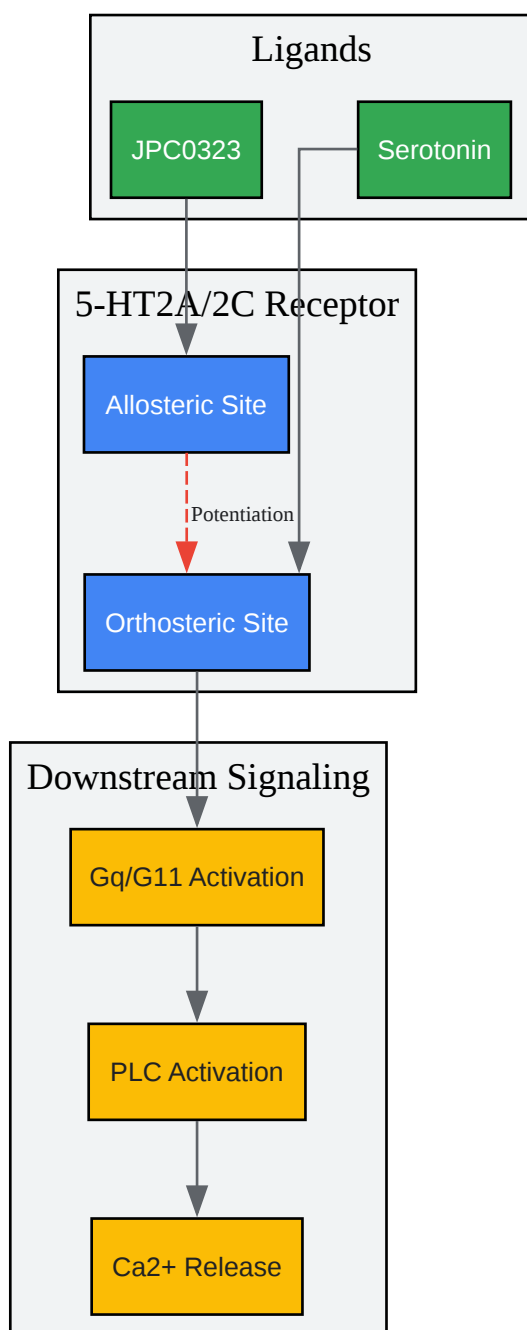 Ligands
JPC0323
Serotonin
5-HT2A/2C Receptor
Allosteric Site
Potentiation
Orthosteric Site
Downstream Signaling
Gq/G11 Activation
PLC Activation
Ca2+ Release